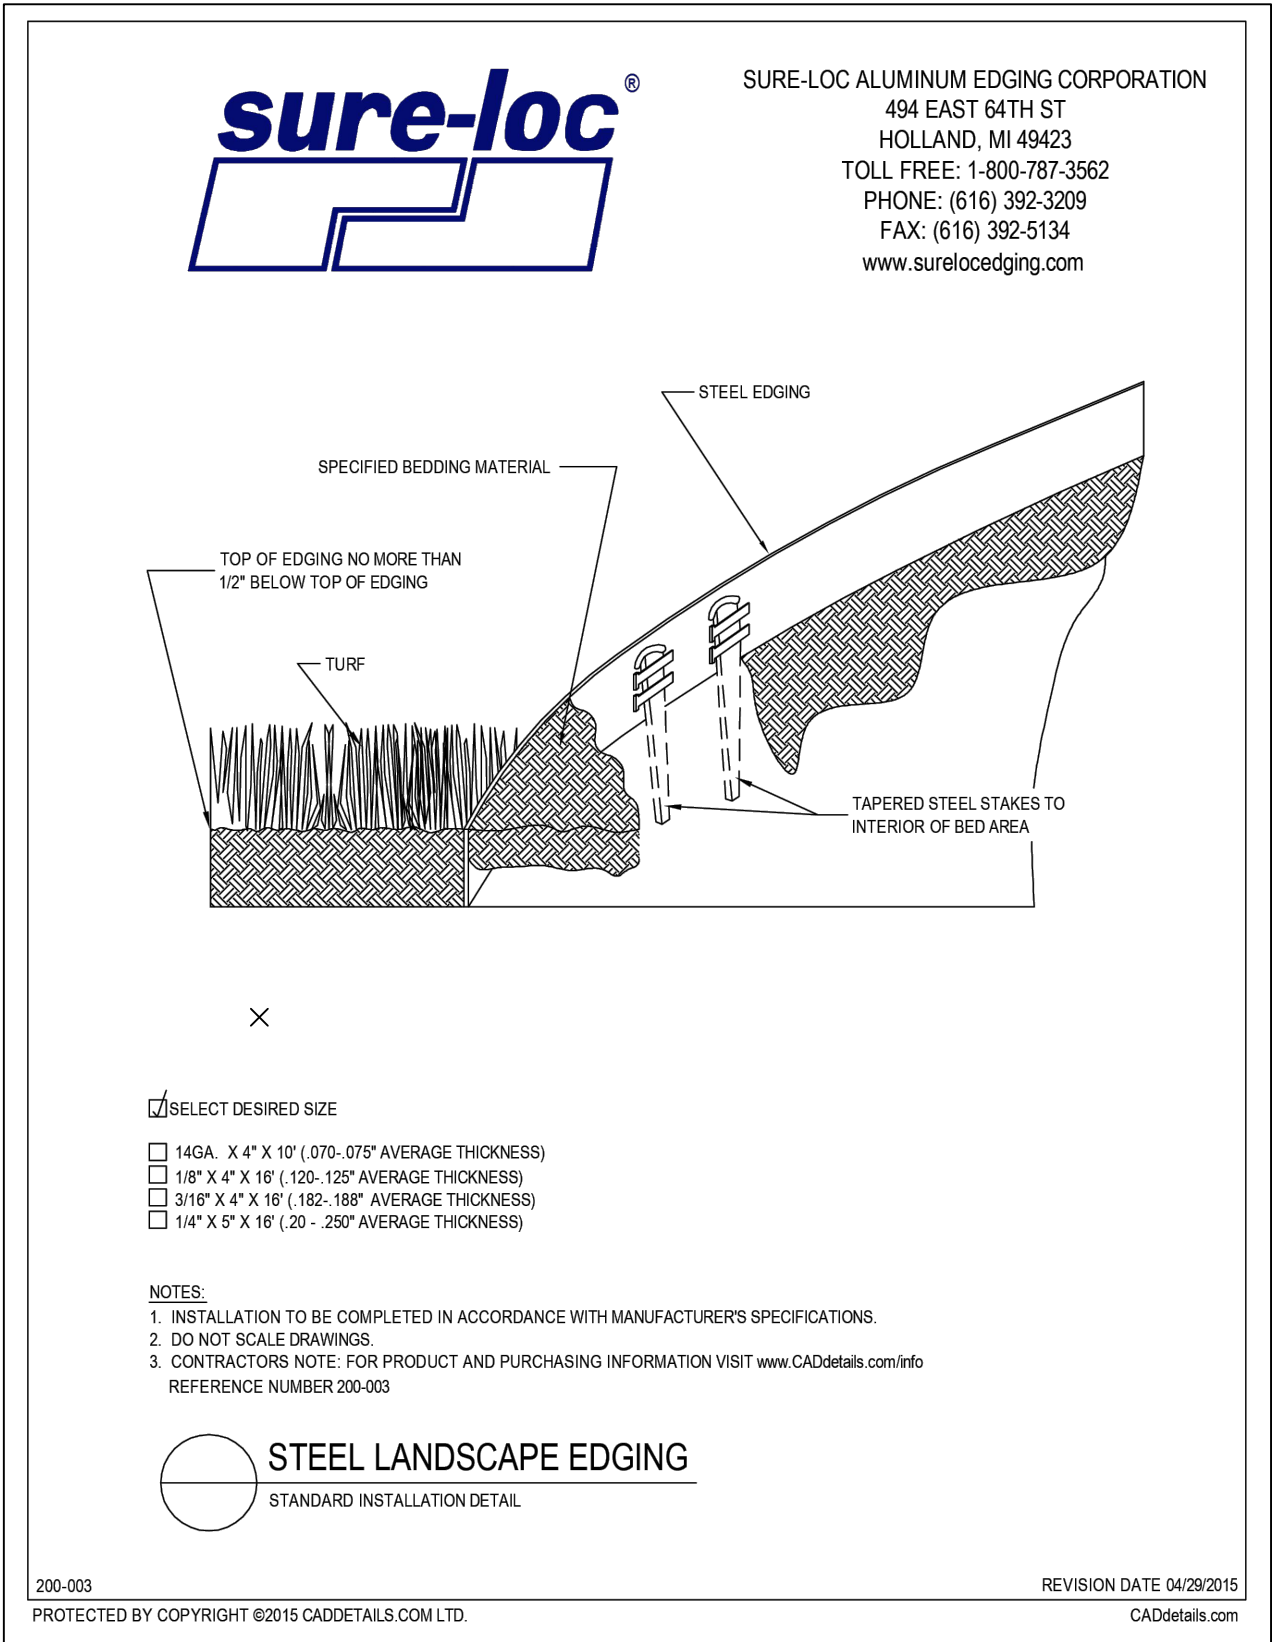 sure-loc®
SURE-LOC ALUMINUM EDGING CORPORATION
494 EAST 64TH ST
HOLLAND, MI 49423
TOLL FREE: 1-800-787-3562
PHONE: (616) 392-3209
FAX: (616) 392-5134
www.surelocedging.com
STEEL EDGING
SPECIFIED BEDDING MATERIAL
TOP OF EDGING NO MORE THAN
1/2" BELOW TOP OF EDGING
TURF
TAPERED STEEL STAKES TO
INTERIOR OF BED AREA
SELECT DESIRED SIZE
14GA. X 4" X 10' (.070-.075" AVERAGE THICKNESS)
1/8" X 4" X 16' (.120-.125" AVERAGE THICKNESS)
3/16" X 4" X 16' (.182-.188" AVERAGE THICKNESS)
1/4" X 5" X 16' (.20 - .250" AVERAGE THICKNESS)
NOTES:
1. INSTALLATION TO BE COMPLETED IN ACCORDANCE WITH MANUFACTURER'S SPECIFICATIONS.
2. DO NOT SCALE DRAWINGS.
3. CONTRACTORS NOTE: FOR PRODUCT AND PURCHASING INFORMATION VISIT www.CADdetails.com/info
REFERENCE NUMBER 200-003
STEEL LANDSCAPE EDGING
STANDARD INSTALLATION DETAIL
200-003
REVISION DATE 04/29/2015
PROTECTED BY COPYRIGHT ©2015 CADDETAILS.COM LTD.
CADdetails.com